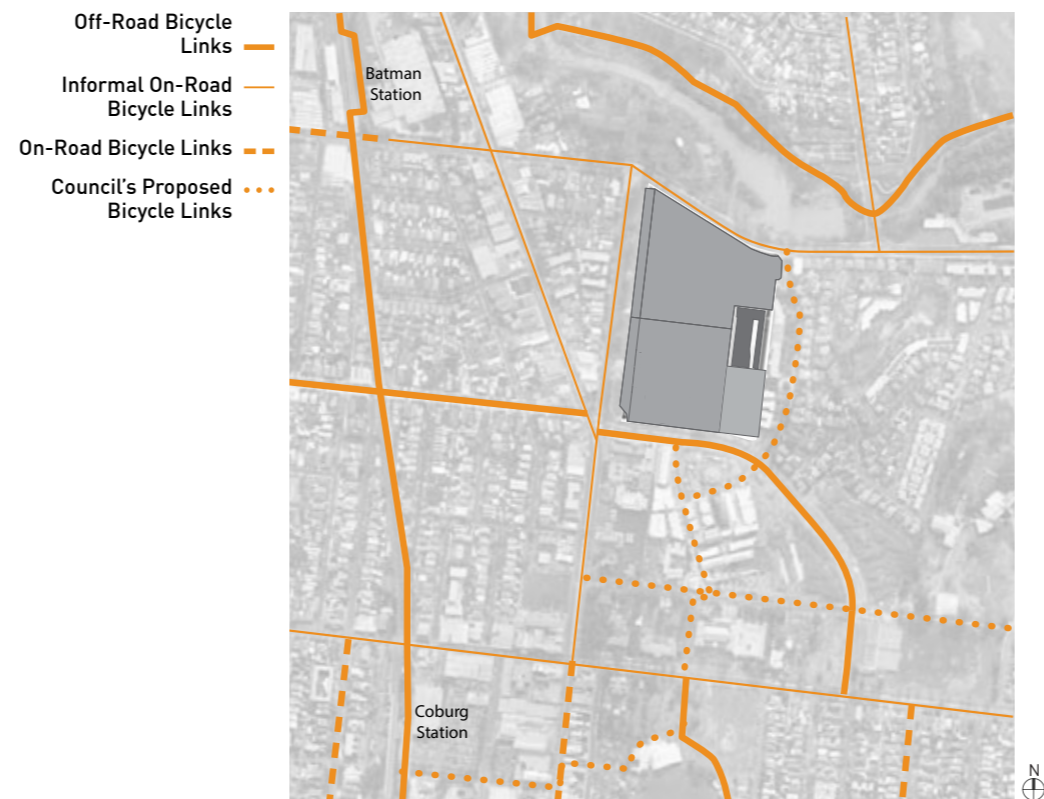 Off-Road Bicycle
Links
Informal On-Road
Bicycle Links
On-Road Bicycle Links
Council’s Proposed
Bicycle Links
Batman
Station
Coburg
Station
N